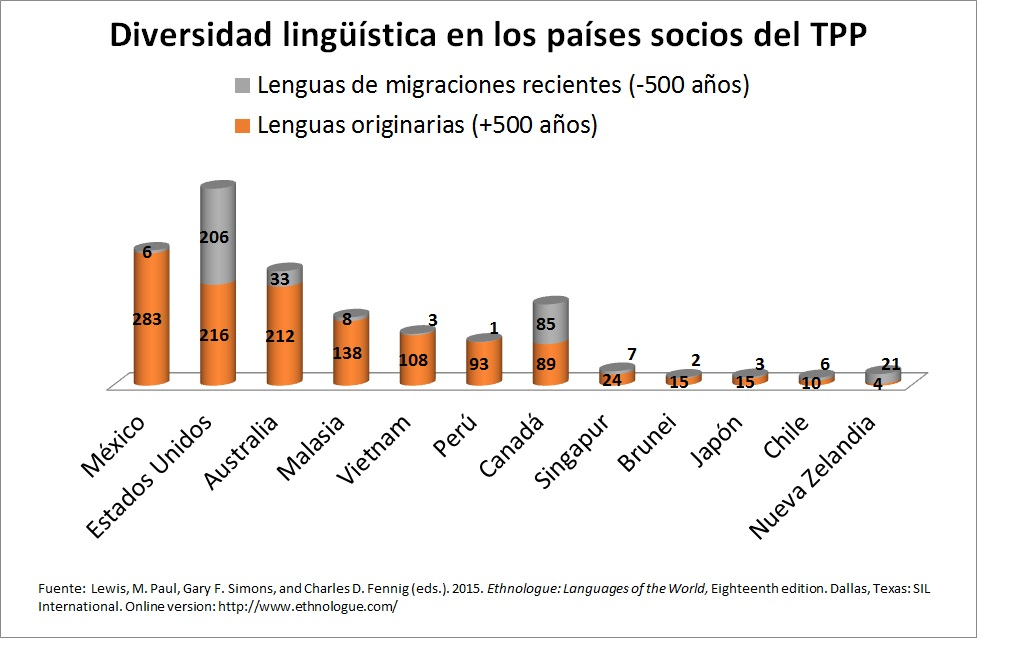 Diversidad lingüística en los países socios del TPP
Lenguas de migraciones recientes (-500 años)
Lenguas originarias (+500 años)
6
206
33
8
3
1
85
7
2
3
6
21
283
216
212
138
108
93
89
24
15
15
10
4
México
Estados Unidos
Australia
Malasia
Vietnam
Perú
Canadá
Singapur
Brunei
Japón
Chile
Nueva Zelandia
Fuente: Lewis, M. Paul, Gary F. Simons, and Charles D. Fennig (eds.). 2015. Ethnologue: Languages of the World, Eighteenth edition. Dallas, Texas: SIL
International. Online version: http://www.ethnologue.com/